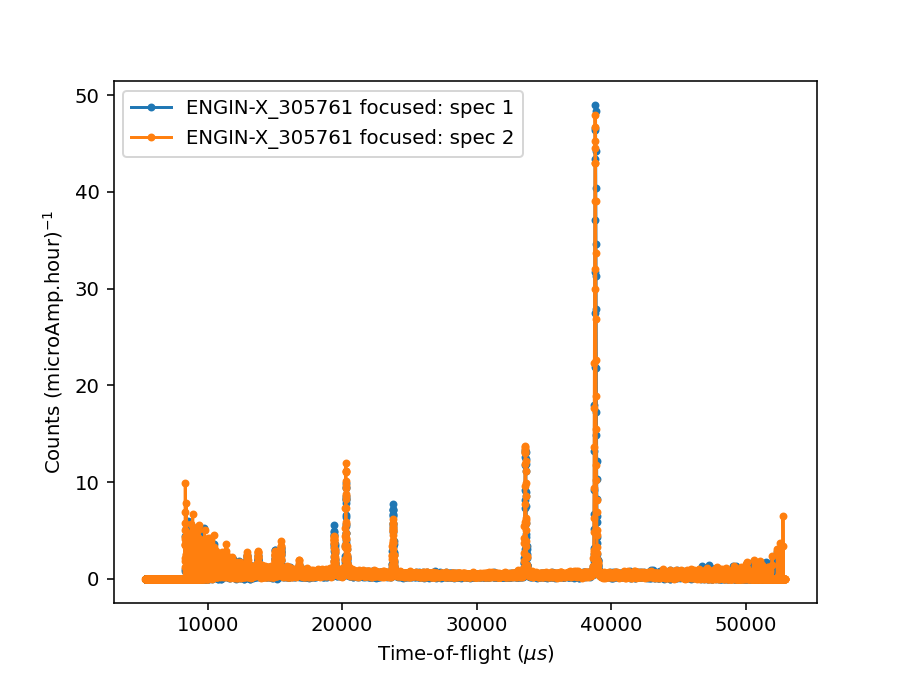 ENGIN-X_305761 focused: spec 1
ENGIN-X_305761 focused: spec 2
50
40
30
20
10
0
Counts (microAmp.hour)⁻¹
10000 20000 30000 40000 50000
Time-of-flight (μs)